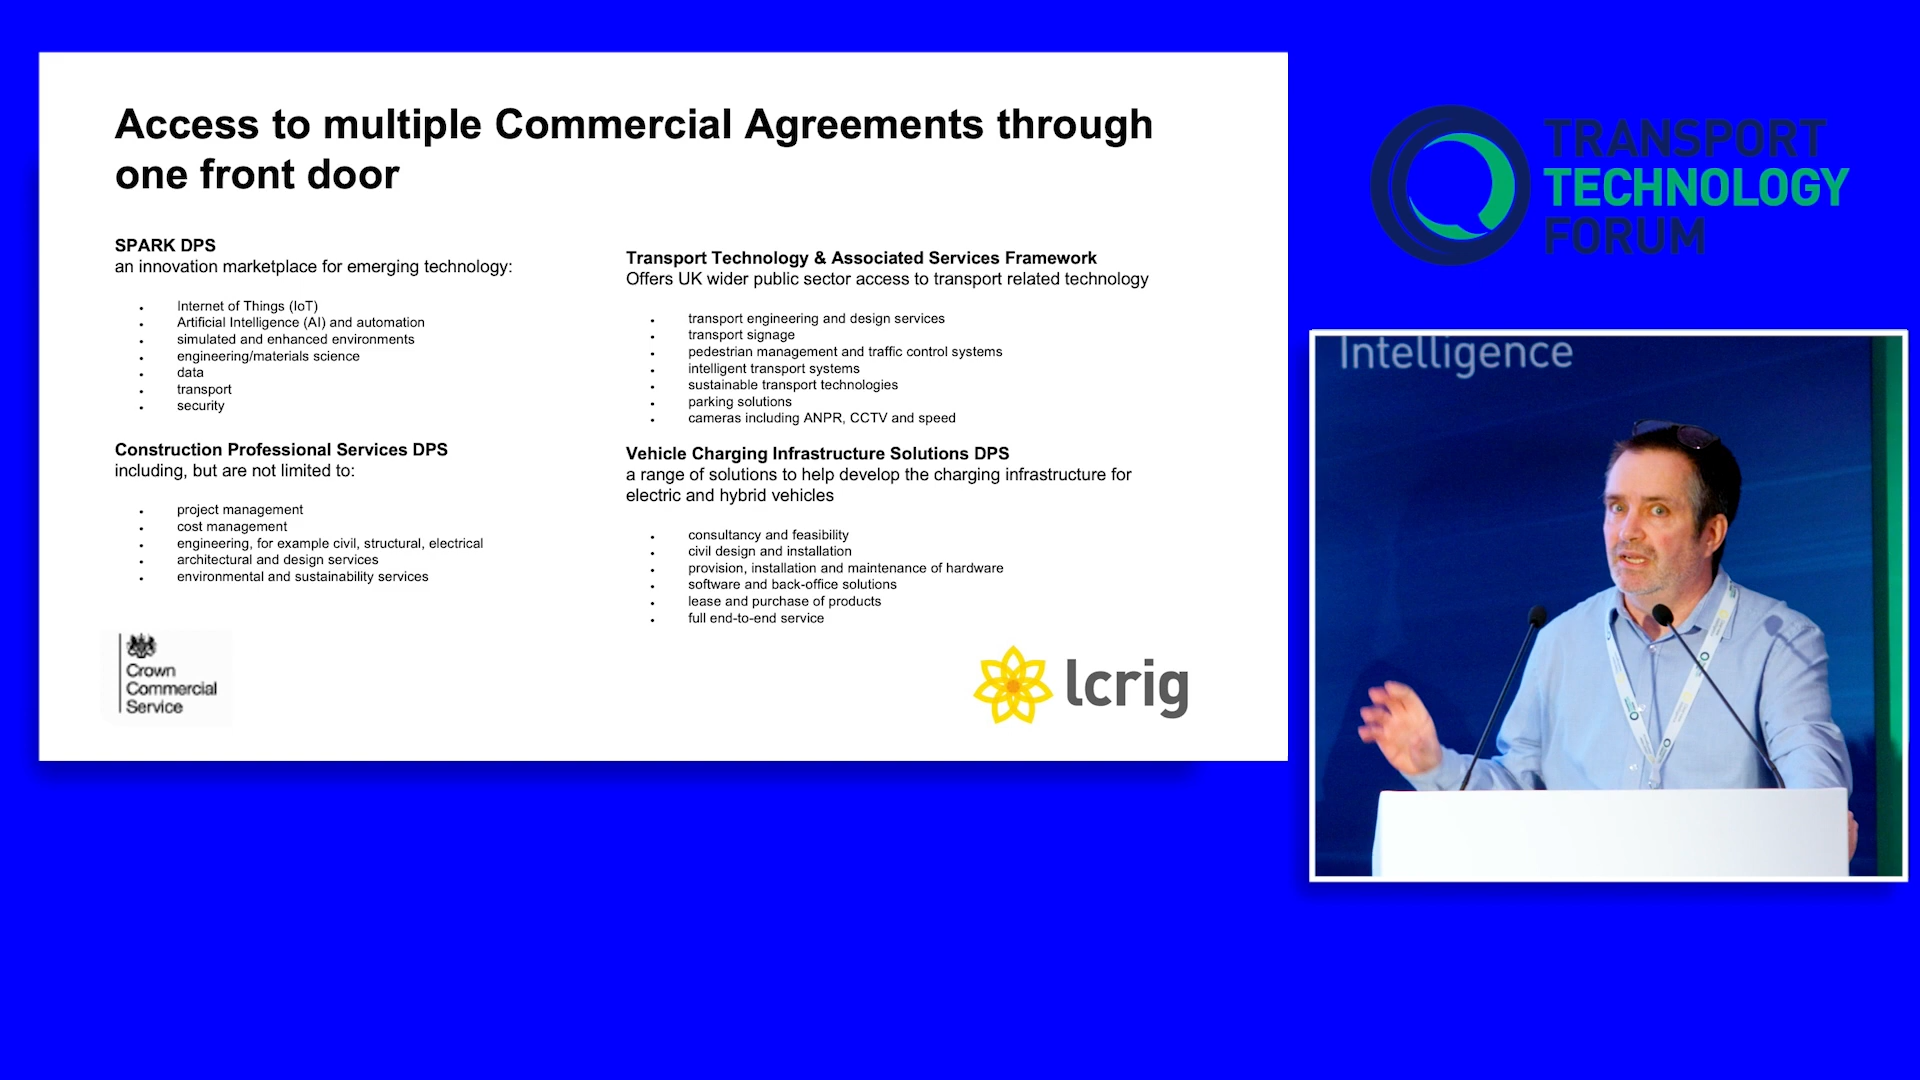 Access to multiple Commercial Agreements through
one front door
SPARK DPS
an innovation marketplace for emerging technology:
• Internet of Things (IoT)
• Artificial Intelligence (AI) and automation
• simulated and enhanced environments
• engineering/materials science
• data
• transport
• security
Construction Professional Services DPS
including, but are not limited to:
• project management
• cost management
• engineering, for example civil, structural, electrical
• architectural and design services
• environmental and sustainability services
Transport Technology & Associated Services Framework
Offers UK wider public sector access to transport related technology
• transport engineering and design services
• transport signage
• pedestrian management and traffic control systems
• intelligent transport systems
• sustainable transport technologies
• parking solutions
• cameras including ANPR, CCTV and speed
Vehicle Charging Infrastructure Solutions DPS
a range of solutions to help develop the charging infrastructure for
electric and hybrid vehicles
• consultancy and feasibility
• civil design and installation
• provision, installation and maintenance of hardware
• software and back-office solutions
• lease and purchase of products
• full end-to-end service
Crown
Commercial
Service
lcrig
TRANSPORT
TECHNOLOGY
FORUM
Intelligence